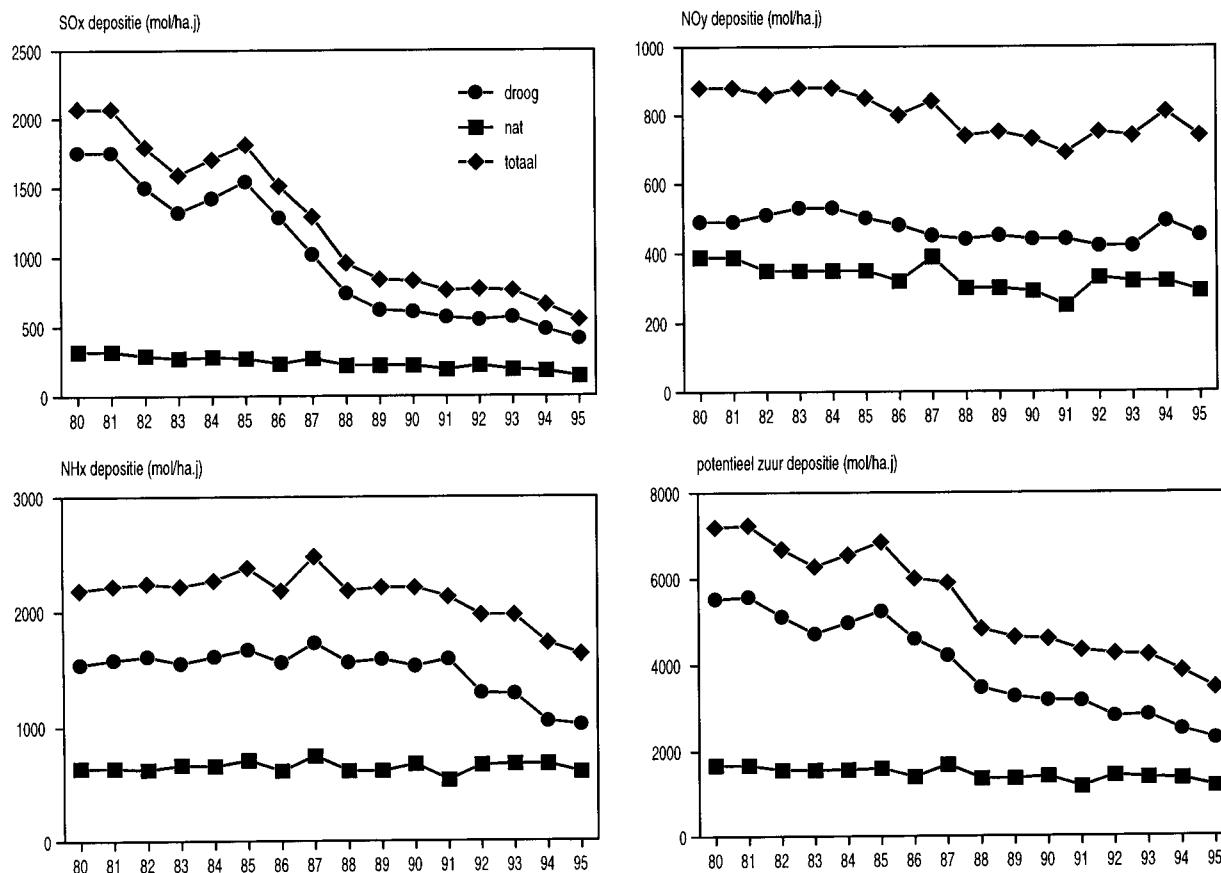 SOx depositie (mol/ha.j)
2500
2000
1500
1000
500
0
80 81 82 83 84 85 86 87 88 89 90 91 92 93 94 95
droog
nat
totaal
NOy depositie (mol/ha.j)
1000
800
600
400
200
0
80 81 82 83 84 85 86 87 88 89 90 91 92 93 94 95
NHx depositie (mol/ha.j)
3000
2000
1000
0
80 81 82 83 84 85 86 87 88 89 90 91 92 93 94 95
potentieel zuur depositie (mol/ha.j)
8000
6000
4000
2000
0
80 81 82 83 84 85 86 87 88 89 90 91 92 93 94 95